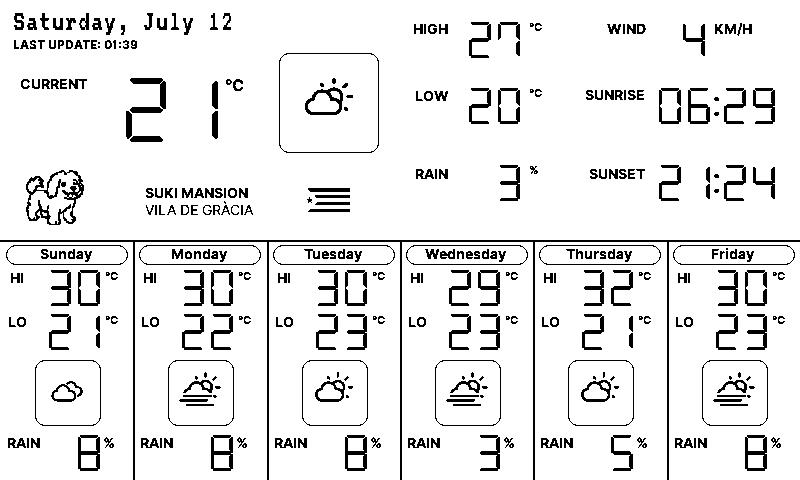 Saturday, July 12
LAST UPDATE: 01:39
CURRENT 21 °C
HIGH 27 °C
LOW 20 °C
RAIN 3 %
WIND 4 KM/H
SUNRISE 06:29
SUNSET 21:24
SUKI MANSION
VILA DE GRÀCIA
Sunday
HI 30 °C
LO 21 °C
RAIN 8 %
Monday
HI 30 °C
LO 22 °C
RAIN 8 %
Tuesday
HI 30 °C
LO 23 °C
RAIN 8 %
Wednesday
HI 29 °C
LO 23 °C
RAIN 3 %
Thursday
HI 32 °C
LO 21 °C
RAIN 5 %
Friday
HI 30 °C
LO 23 °C
RAIN 8 %